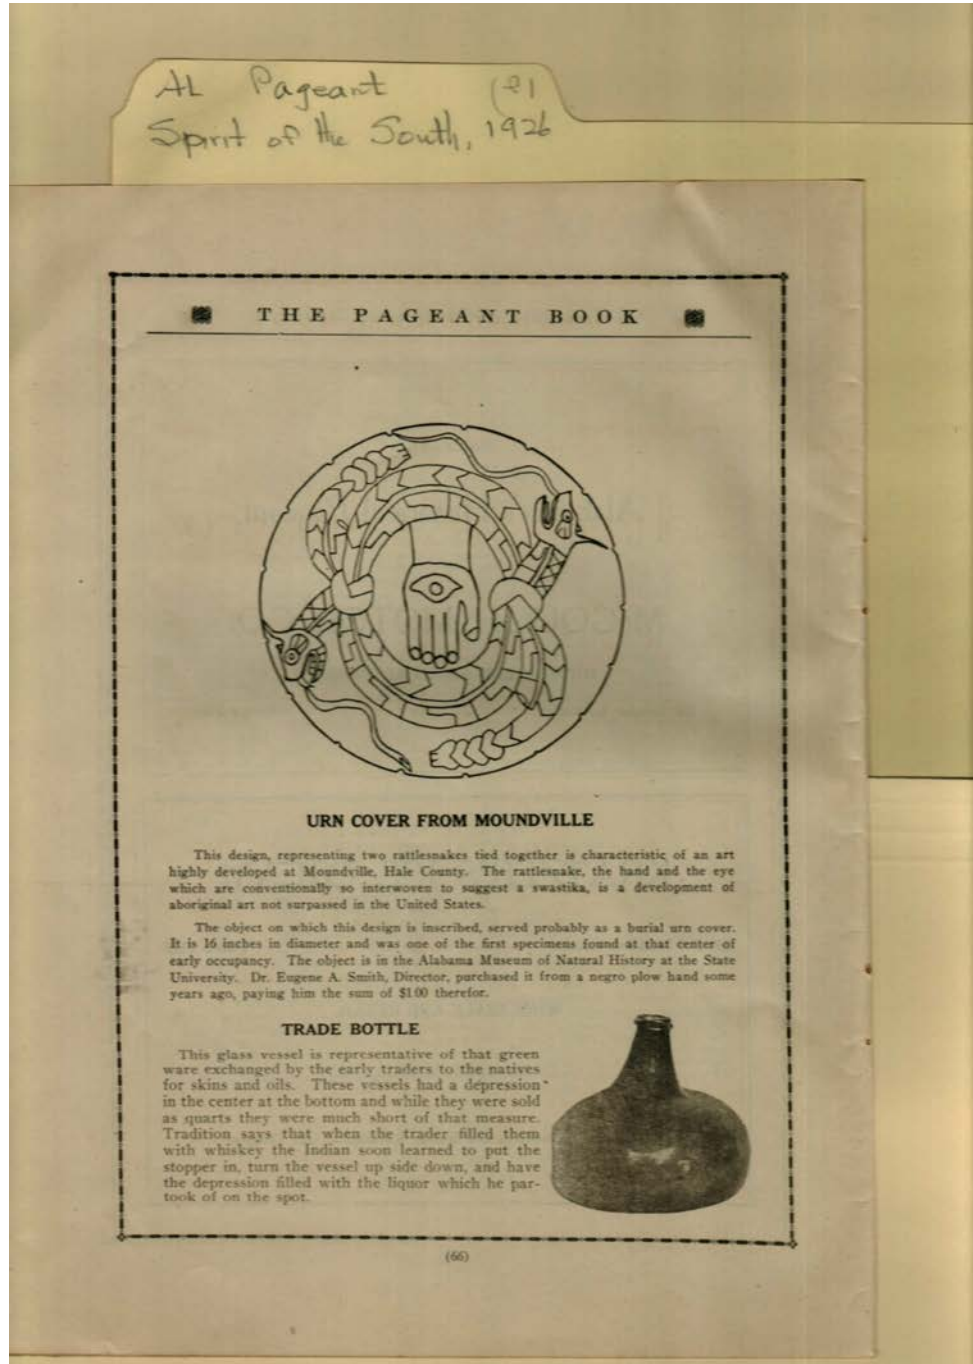 AL Pageant
Spirit of the South, 1926
THE PAGEANT BOOK
URN COVER FROM MOUNDVILLE
This design, representing two rattlesnakes tied together is characteristic of an art
highly developed at Moundville, Hale County. The rattlesnake, the hand and the eye
which are conventionally so interwoven to suggest a swastika, is a development of
aboriginal art not surpassed in the United States.
The object on which this design is inscribed, served probably as a burial urn cover.
It is 16 inches in diameter and was one of the first specimens found at that center of
early occupancy. The object is in the Alabama Museum of Natural History at the State
University. Dr. Eugene A. Smith, Director, purchased it from a negro plow hand some
years ago, paying him the sum of $1.00 therefor.
TRADE BOTTLE
This glass vessel is representative of that green
ware exchanged by the early traders to the natives
for skins and oils. These vessels had a depression
in the center at the bottom and while they were sold
as quarts they were much short of that measure.
Tradition says that when the trader filled them
with whiskey the Indian soon learned to put the
stopper in, turn the vessel up side down, and have
the depression filled with the liquor which he par-
took of on the spot.
(66)